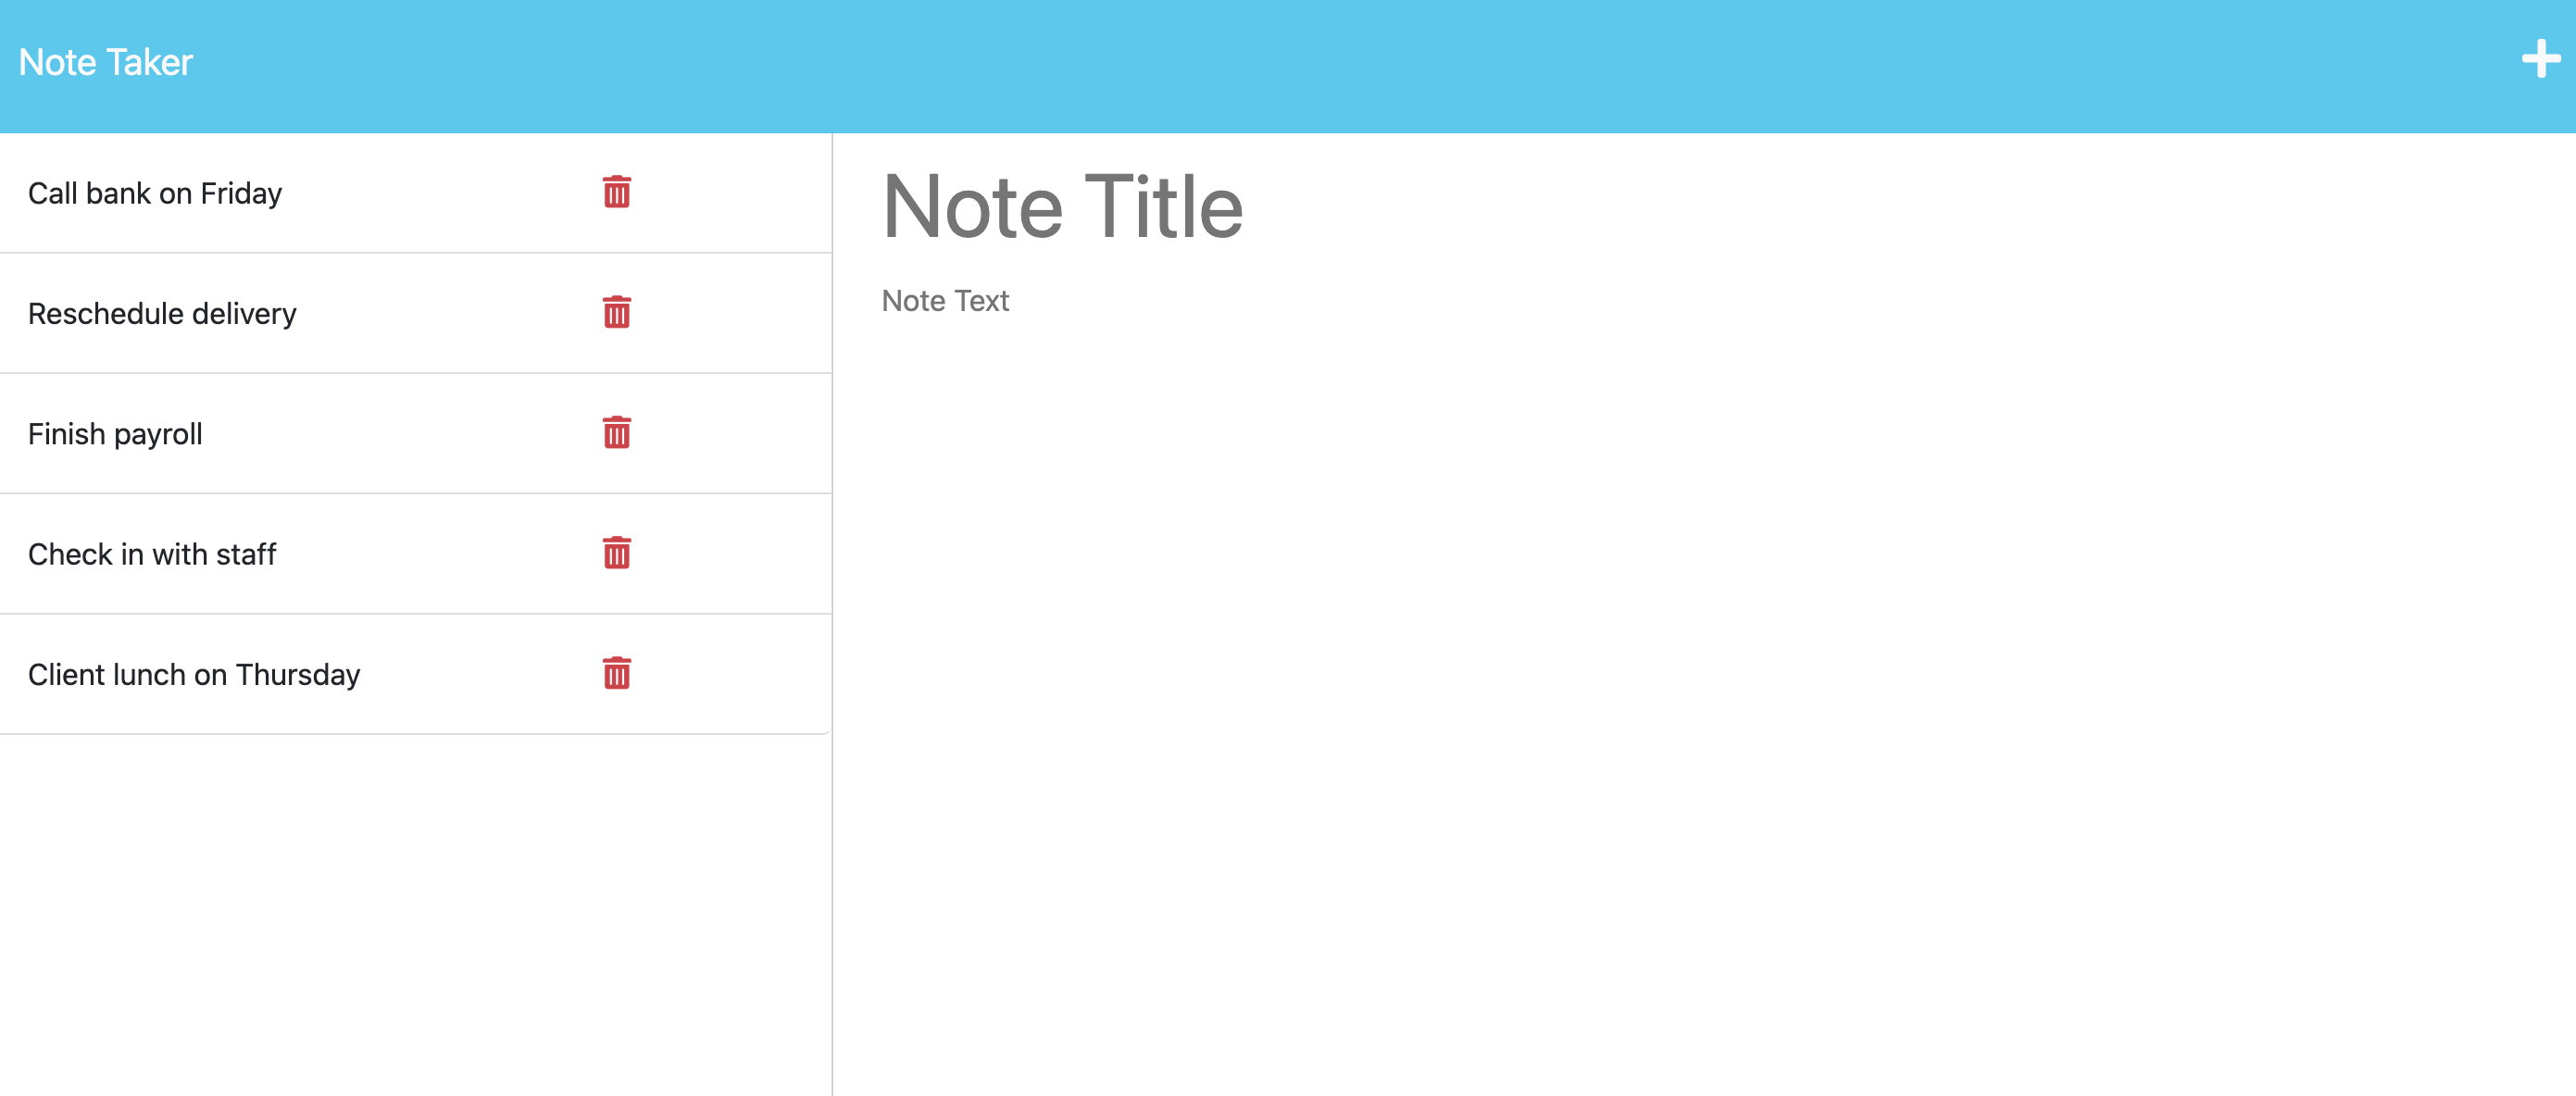 Note Taker
Call bank on Friday
Reschedule delivery
Finish payroll
Check in with staff
Client lunch on Thursday
Note Title
Note Text